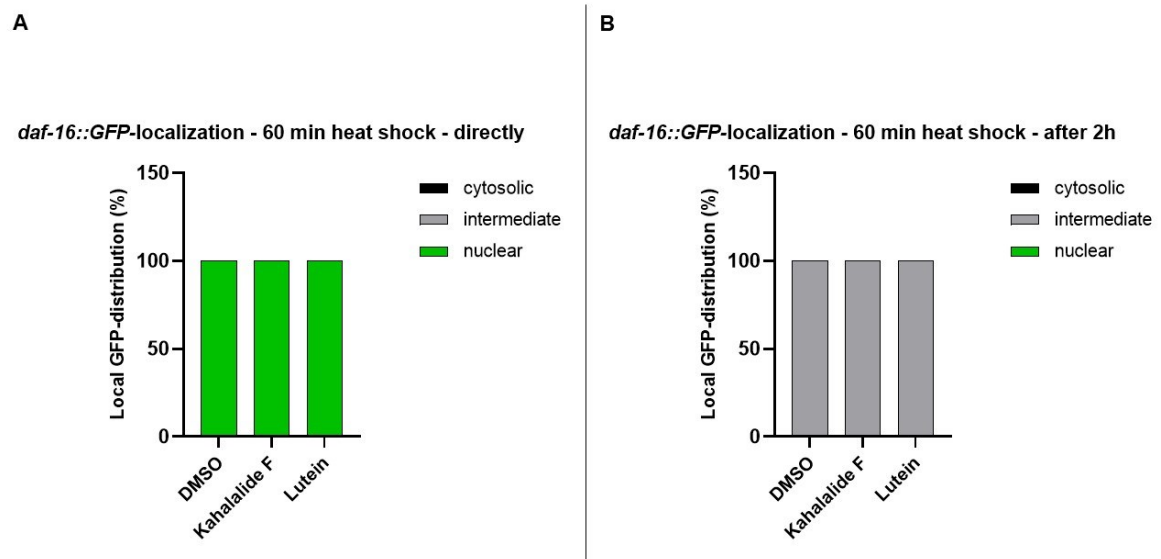 A
daf-16::GFP-localization - 60 min heat shock - directly
Local GFP-distribution (%)
150
100
50
0
DMSO
Kahalalide F
Lutein
cytosolic
intermediate
nuclear
B
daf-16::GFP-localization - 60 min heat shock - after 2h
Local GFP-distribution (%)
150
100
50
0
DMSO
Kahalalide F
Lutein
cytosolic
intermediate
nuclear